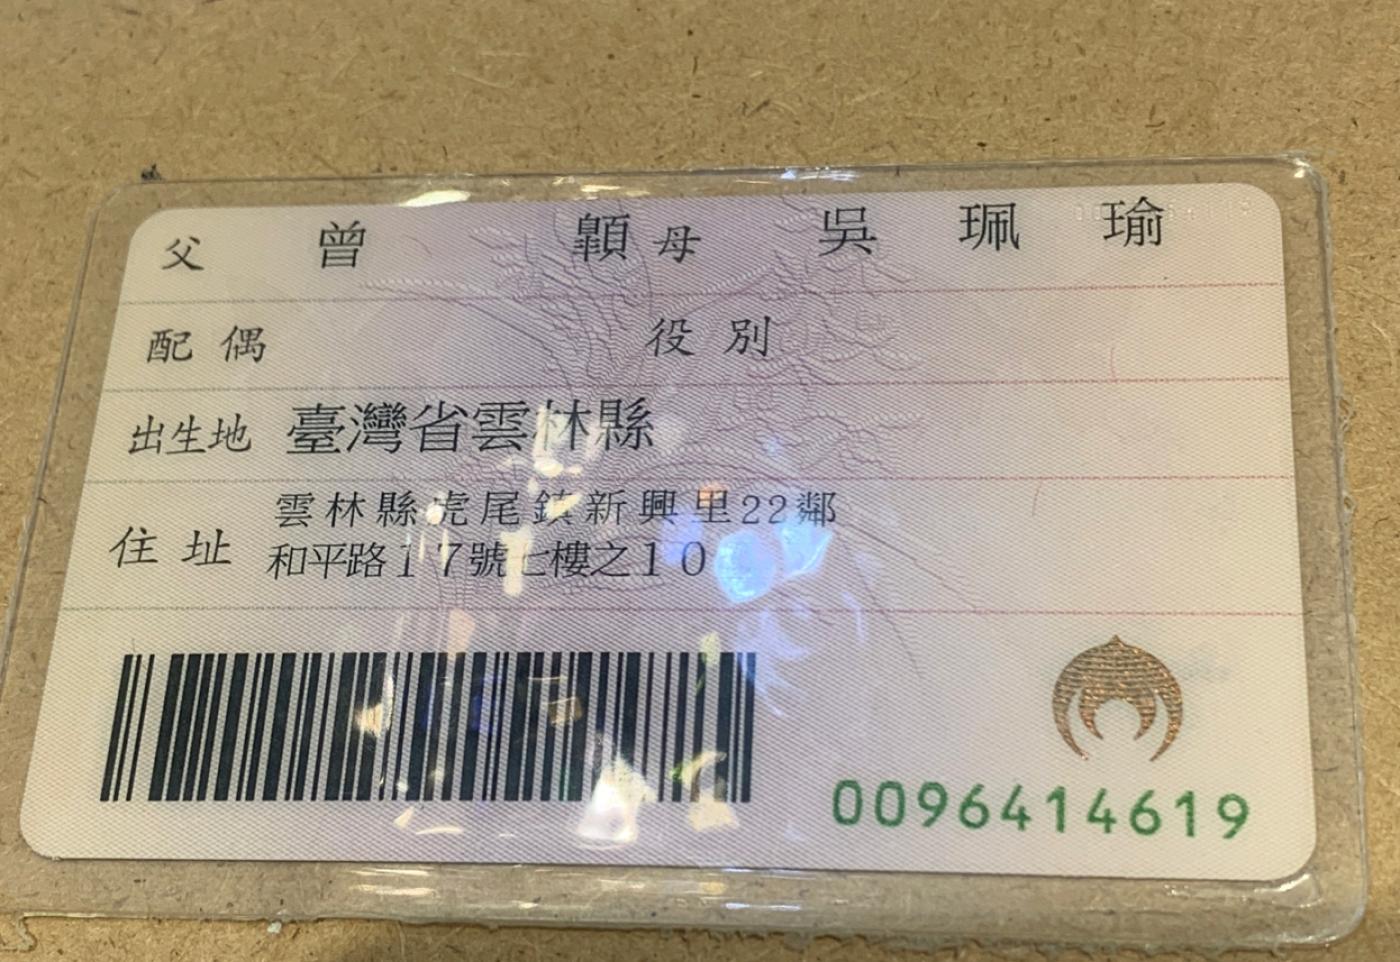 父 曾 顥 母 吳 珮 瑜
配偶 役別
出生地 臺灣省雲林縣
住址 雲林縣虎尾鎮新興里22鄰
和平路17號七樓之10
0096414619